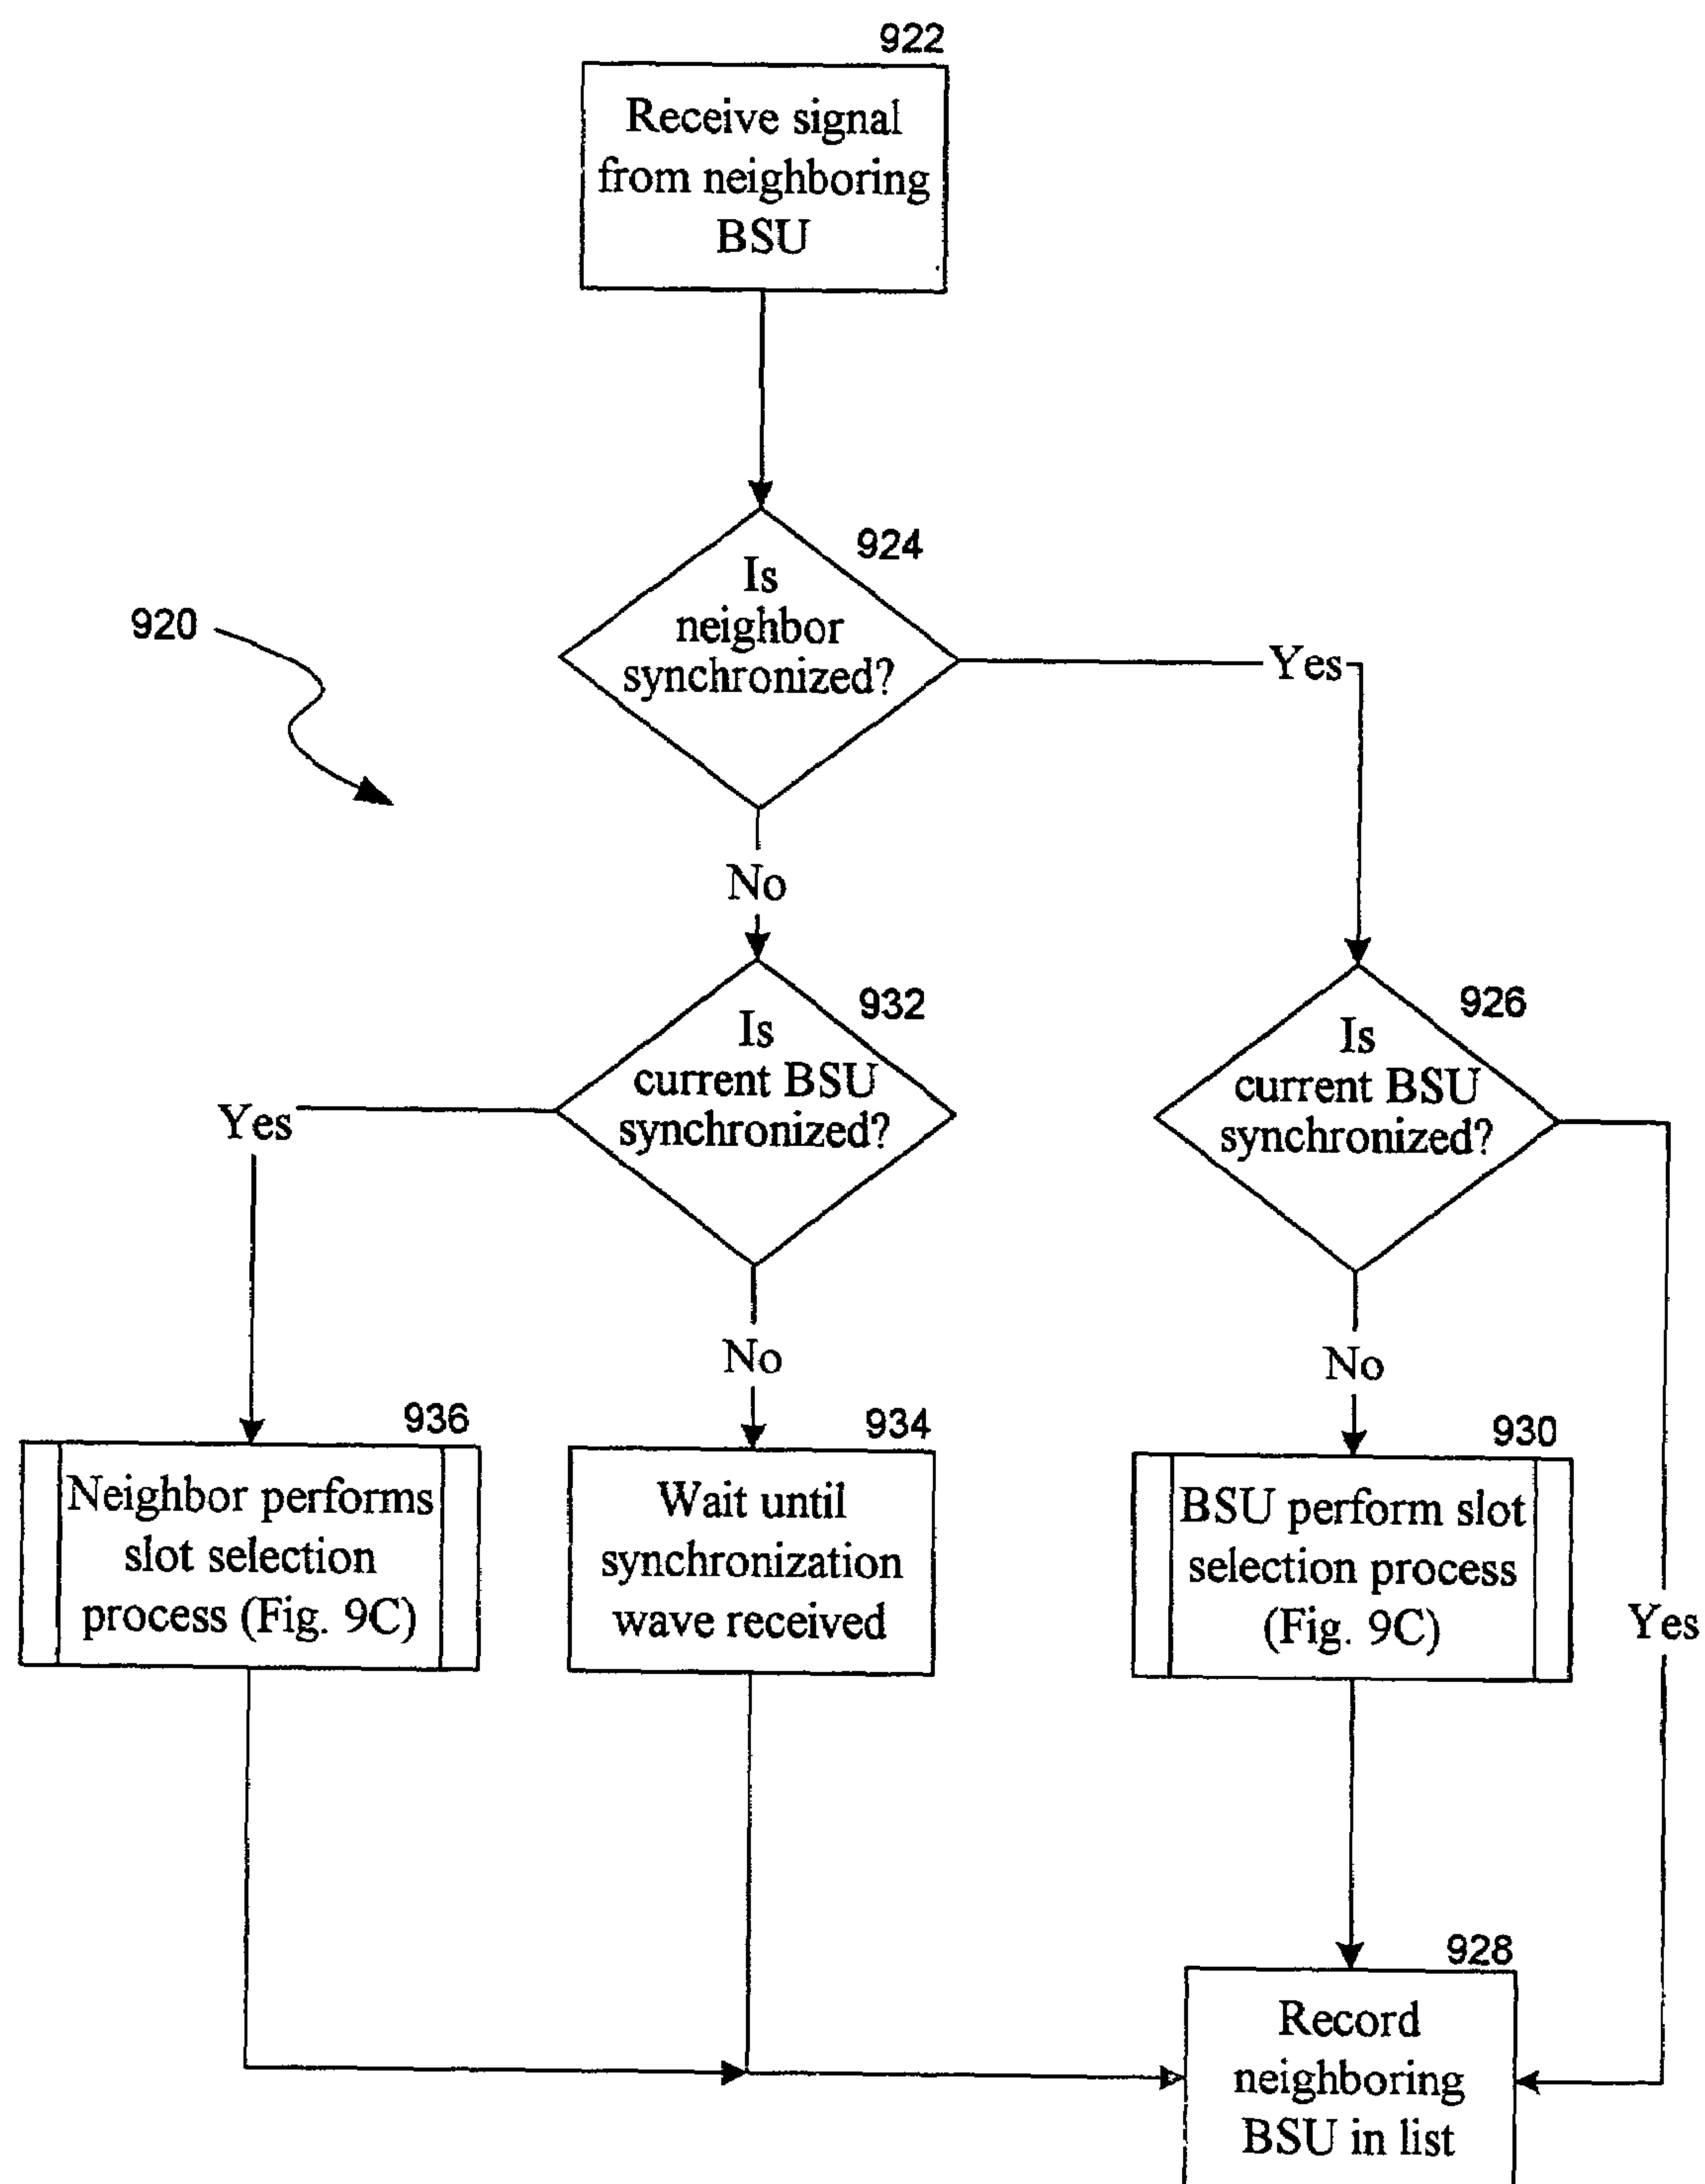 922
Receive signal
from neighboring
BSU
924
Is
neighbor
synchronized?
920
Yes
No
932
Is
current BSU
synchronized?
926
Is
current BSU
synchronized?
Yes
No
No
936
Neighbor performs
slot selection
process (Fig. 9C)
934
Wait until
synchronization
wave received
930
BSU perform slot
selection process
(Fig. 9C)
Yes
928
Record
neighboring
BSU in list